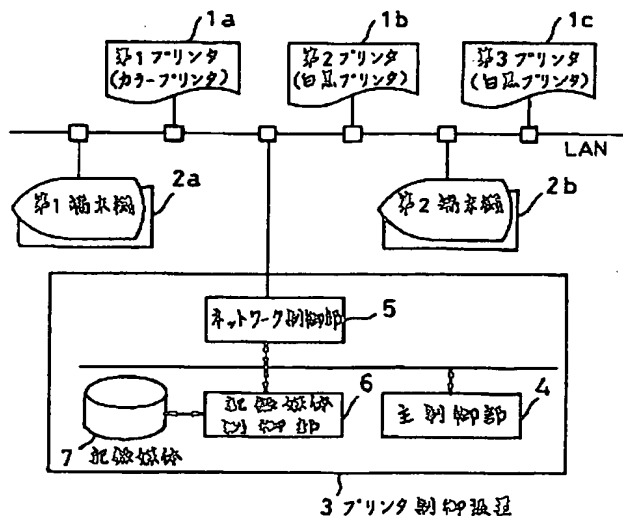 1a
1b
1c
第1プリンタ
(カラープリンタ)
第2プリンタ
(白黒プリンタ)
第3プリンタ
(白黒プリンタ)
LAN
2a
第1端末機
2b
第2端末機
ネットワーク制御部
5
6
記憶媒体
制御部
4
主制御部
7
記憶媒体
3 プリンタ制御装置